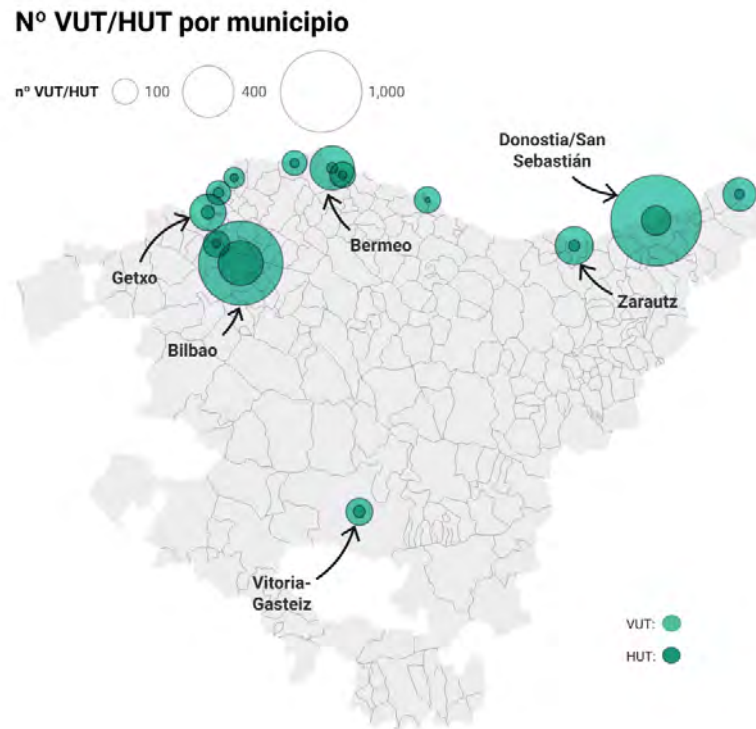 Nº VUT/HUT por municipio
nº VUT/HUT 100 400 1,000
Donostia/San
Sebastián
Bermeo
Getxo
Zarautz
Bilbao
Vitoria-
Gasteiz
VUT:
HUT: